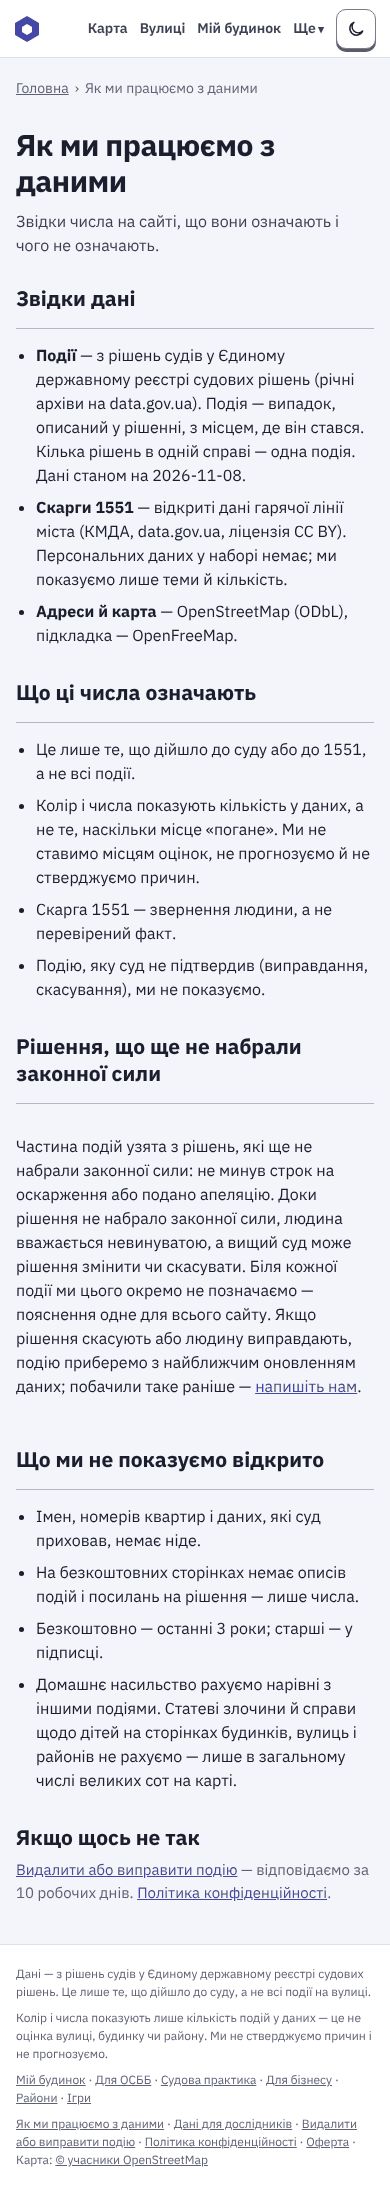 Карта Вулиці Мій будинок Ще ▾
Головна › Як ми працюємо з даними
Як ми працюємо з
даними
Звідки числа на сайті, що вони означають і
чого не означають.
Звідки дані
• Події — з рішень судів у Єдиному
державному реєстрі судових рішень (річні
архіви на data.gov.ua). Подія — випадок,
описаний у рішенні, з місцем, де він стався.
Кілька рішень в одній справі — одна подія.
Дані станом на 2026-11-08.
• Скарги 1551 — відкриті дані гарячої лінії
міста (КМДА, data.gov.ua, ліцензія CC BY).
Персональних даних у наборі немає; ми
показуємо лише теми й кількість.
• Адреси й карта — OpenStreetMap (ODbL),
підкладка — OpenFreeMap.
Що ці числа означають
• Це лише те, що дійшло до суду або до 1551,
а не всі події.
• Колір і числа показують кількість у даних, а
не те, наскільки місце «погане». Ми не
ставимо місцям оцінок, не прогнозуємо й не
стверджуємо причин.
• Скарга 1551 — звернення людини, а не
перевірений факт.
• Подію, яку суд не підтвердив (виправдання,
скасування), ми не показуємо.
Рішення, що ще не набрали
законної сили
Частина подій узята з рішень, які ще не
набрали законної сили: не минув строк на
оскарження або подано апеляцію. Доки
рішення не набрало законної сили, людина
вважається невинуватою, а вищий суд може
рішення змінити чи скасувати. Біля кожної
події ми цього окремо не позначаємо —
пояснення одне для всього сайту. Якщо
рішення скасують або людину виправдають,
подію приберемо з найближчим оновленням
даних; побачили таке раніше — напишіть нам.
Що ми не показуємо відкрито
• Імен, номерів квартир і даних, які суд
приховав, немає ніде.
• На безкоштовних сторінках немає описів
подій і посилань на рішення — лише числа.
• Безкоштовно — останні 3 роки; старші — у
підписці.
• Домашнє насильство рахуємо нарівні з
іншими подіями. Статеві злочини й справи
щодо дітей на сторінках будинків, вулиць і
районів не рахуємо — лише в загальному
числі великих сот на карті.
Якщо щось не так
Видалити або виправити подію — відповідаємо за
10 робочих днів. Політика конфіденційності.
Дані — з рішень судів у Єдиному державному реєстрі судових
рішень. Це лише те, що дійшло до суду, а не всі події на вулиці.
Колір і числа показують лише кількість подій у даних — це не
оцінка вулиці, будинку чи району. Ми не стверджуємо причин і
не прогнозуємо.
Мій будинок · Для ОСББ · Судова практика · Для бізнесу ·
Райони · Ігри
Як ми працюємо з даними · Дані для дослідників · Видалити
або виправити подію · Політика конфіденційності · Оферта ·
Карта: © учасники OpenStreetMap